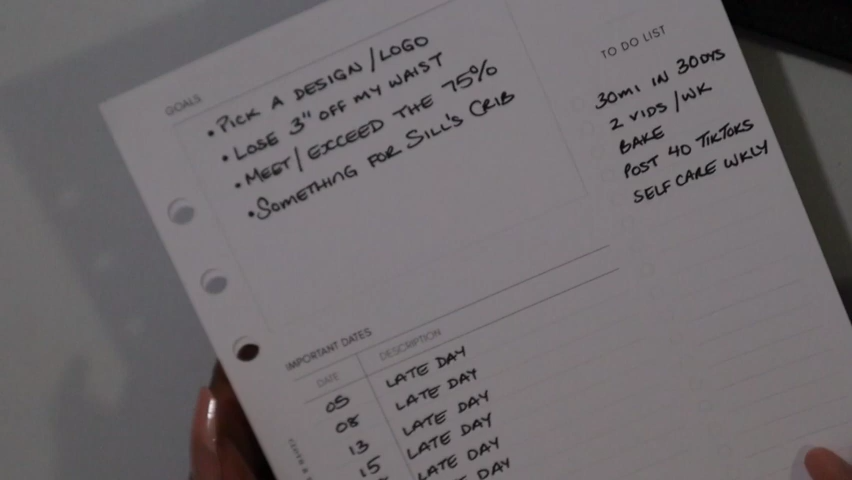 GOALS
• PICK A DESIGN/LOGO
• LOSE 3" OFF MY WAIST
• MEET/EXCEED THE 75%
• SOMETHING FOR SILL'S CRIB
TO DO LIST
30MI IN 30DYS
2 VIDS/WK
BAKE
POST 40 TIKTOKS
SELF CARE WKLY
IMPORTANT DATES
DATE DESCRIPTION
05 LATE DAY
08 LATE DAY
13 LATE DAY
15 LATE DAY
LATE DAY
DAY